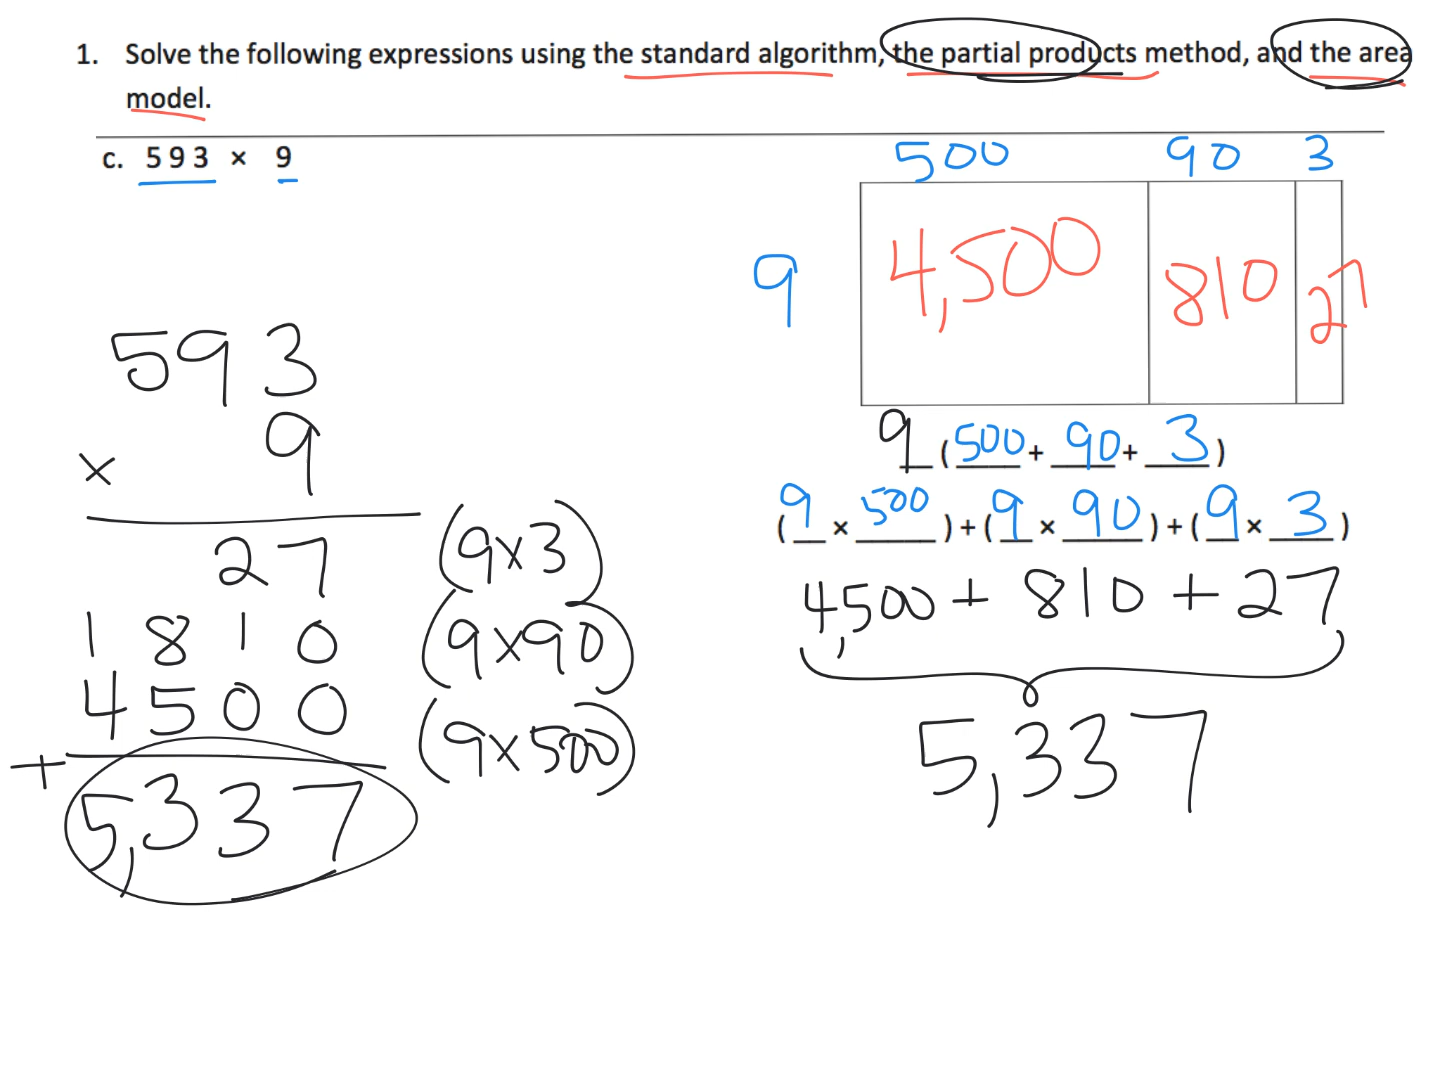 1. Solve the following expressions using the standard algorithm, the partial products method, and the area
model.
c. 593 × 9
500 90 3
9 4,500 810 27
593
× 9
27 (9×3)
1810 (9×90)
4500 (9×500)
+
5,337
9 (500 + 90 + 3)
(9 × 500) + (9 × 90) + (9 × 3)
4,500 + 810 + 27
5,337